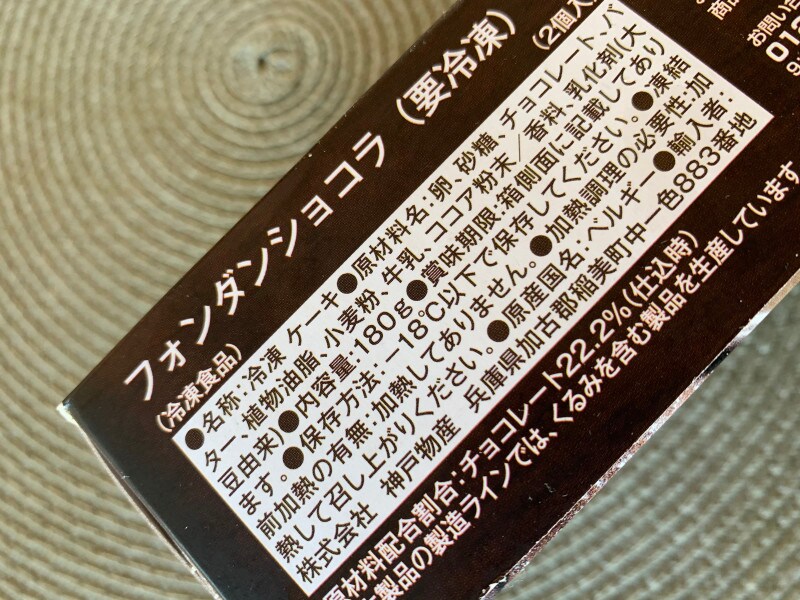 フォンダンショコラ（要冷凍）
(冷凍食品)
(2個入
●名称:冷凍 ケーキ●原材料名:卵、砂糖、チョコレート、バ
ター、植物油脂、小麦粉、牛乳、ココア粉末/香料、乳化剤(大
豆由来)●内容量:180g●賞味期限:箱側面に記載してあり
ます。●保存方法:-18℃以下で保存してください。●凍結
前加熱の有無:加熱してありません。●加熱調理の必要性:加
熱して召し上がりください。●原産国名:ベルギー●輸入者:
株式会社 神戸物産 兵庫県加古郡稲美町中一色883番地
原材料配合割合:チョコレート22.2%(仕込時)
製品の製造ラインでは、くるみを含む製品を生産しています
商品
お問い合
012